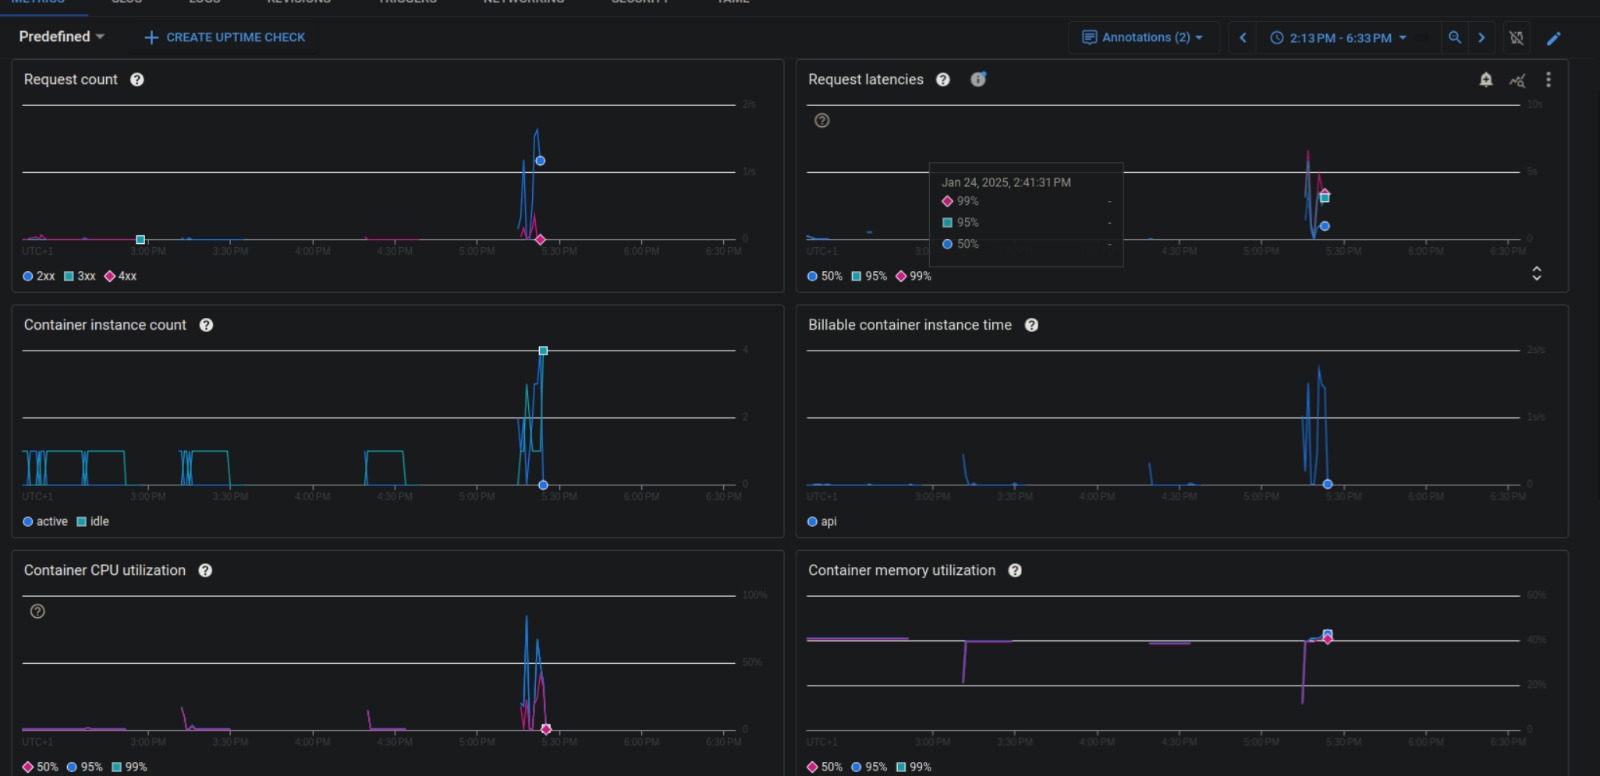 METRICS SLOS LOGS REVISIONS TRIGGERS NETWORKING SECURITY YAML
Predefined CREATE UPTIME CHECK Annotations (2) 2:13 PM - 6:33 PM
Request count
2/s
1/s
0
UTC+1 3:00 PM 3:30 PM 4:00 PM 4:30 PM 5:00 PM 5:30 PM 6:00 PM 6:30 PM
2xx 3xx 4xx
Request latencies
10s
5s
0
Jan 24, 2025, 2:41:31 PM
99% -
95% -
50% -
UTC+1 3:0 4:30 PM 5:00 PM 5:30 PM 6:00 PM 6:30 PM
50% 95% 99%
Container instance count
4
2
0
UTC+1 3:00 PM 3:30 PM 4:00 PM 4:30 PM 5:00 PM 5:30 PM 6:00 PM 6:30 PM
active idle
Billable container instance time
2s/s
1s/s
0
UTC+1 3:00 PM 3:30 PM 4:00 PM 4:30 PM 5:00 PM 5:30 PM 6:00 PM 6:30 PM
api
Container CPU utilization
100%
50%
0
UTC+1 3:00 PM 3:30 PM 4:00 PM 4:30 PM 5:00 PM 5:30 PM 6:00 PM 6:30 PM
50% 95% 99%
Container memory utilization
60%
40%
20%
0
UTC+1 3:00 PM 3:30 PM 4:00 PM 4:30 PM 5:00 PM 5:30 PM 6:00 PM 6:30 PM
50% 95% 99%